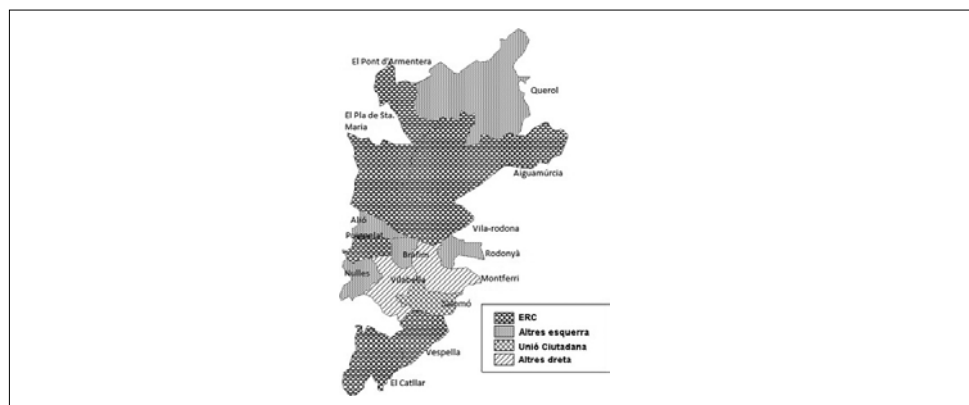 El Pont d'Armentera
Querol
El Pla de Sta.
Maria
Aiguamúrcia
Alió
Vila-rodona
Puigpelat
Bràfim
Rodonyà
Nulles
Vilabella
Montferri
Salomó
Vespella
El Catllar
ERC
Altres esquerra
Unió Ciutadana
Altres dreta